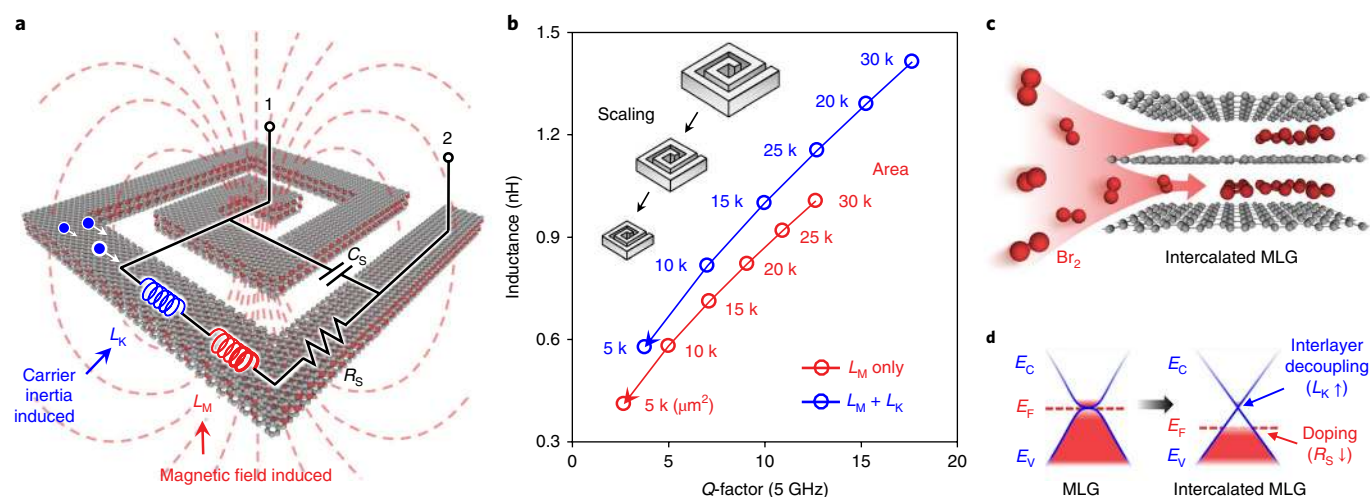 a
1
2
C_S
L_K
Carrier
inertia
induced
L_M
R_S
Magnetic field induced
b
Inductance (nH)
1.5
1.2
0.9
0.6
0.3
Scaling
30 k
20 k
25 k
15 k
10 k
5 k
Area
30 k
25 k
20 k
15 k
10 k
5 k (μm²)
L_M only
L_M + L_K
0
5
10
15
20
Q-factor (5 GHz)
c
Br₂
Intercalated MLG
d
E_C
E_F
E_V
MLG
E_C
E_F
E_V
Interlayer
decoupling
(L_K ↑)
Doping
(R_S ↓)
Intercalated MLG